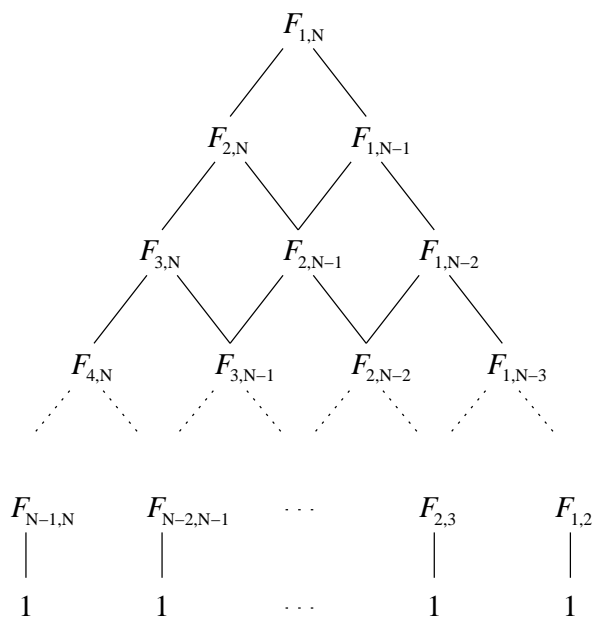 F1,N
F2,N F1,N−1
F3,N F2,N−1 F1,N−2
F4,N F3,N−1 F2,N−2 F1,N−3
FN−1,N FN−2,N−1 ... F2,3 F1,2
1 1 ... 1 1